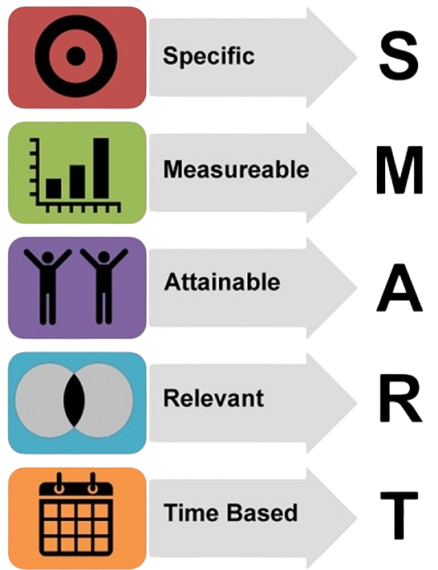 Specific S
Measureable M
Attainable A
Relevant R
Time Based T